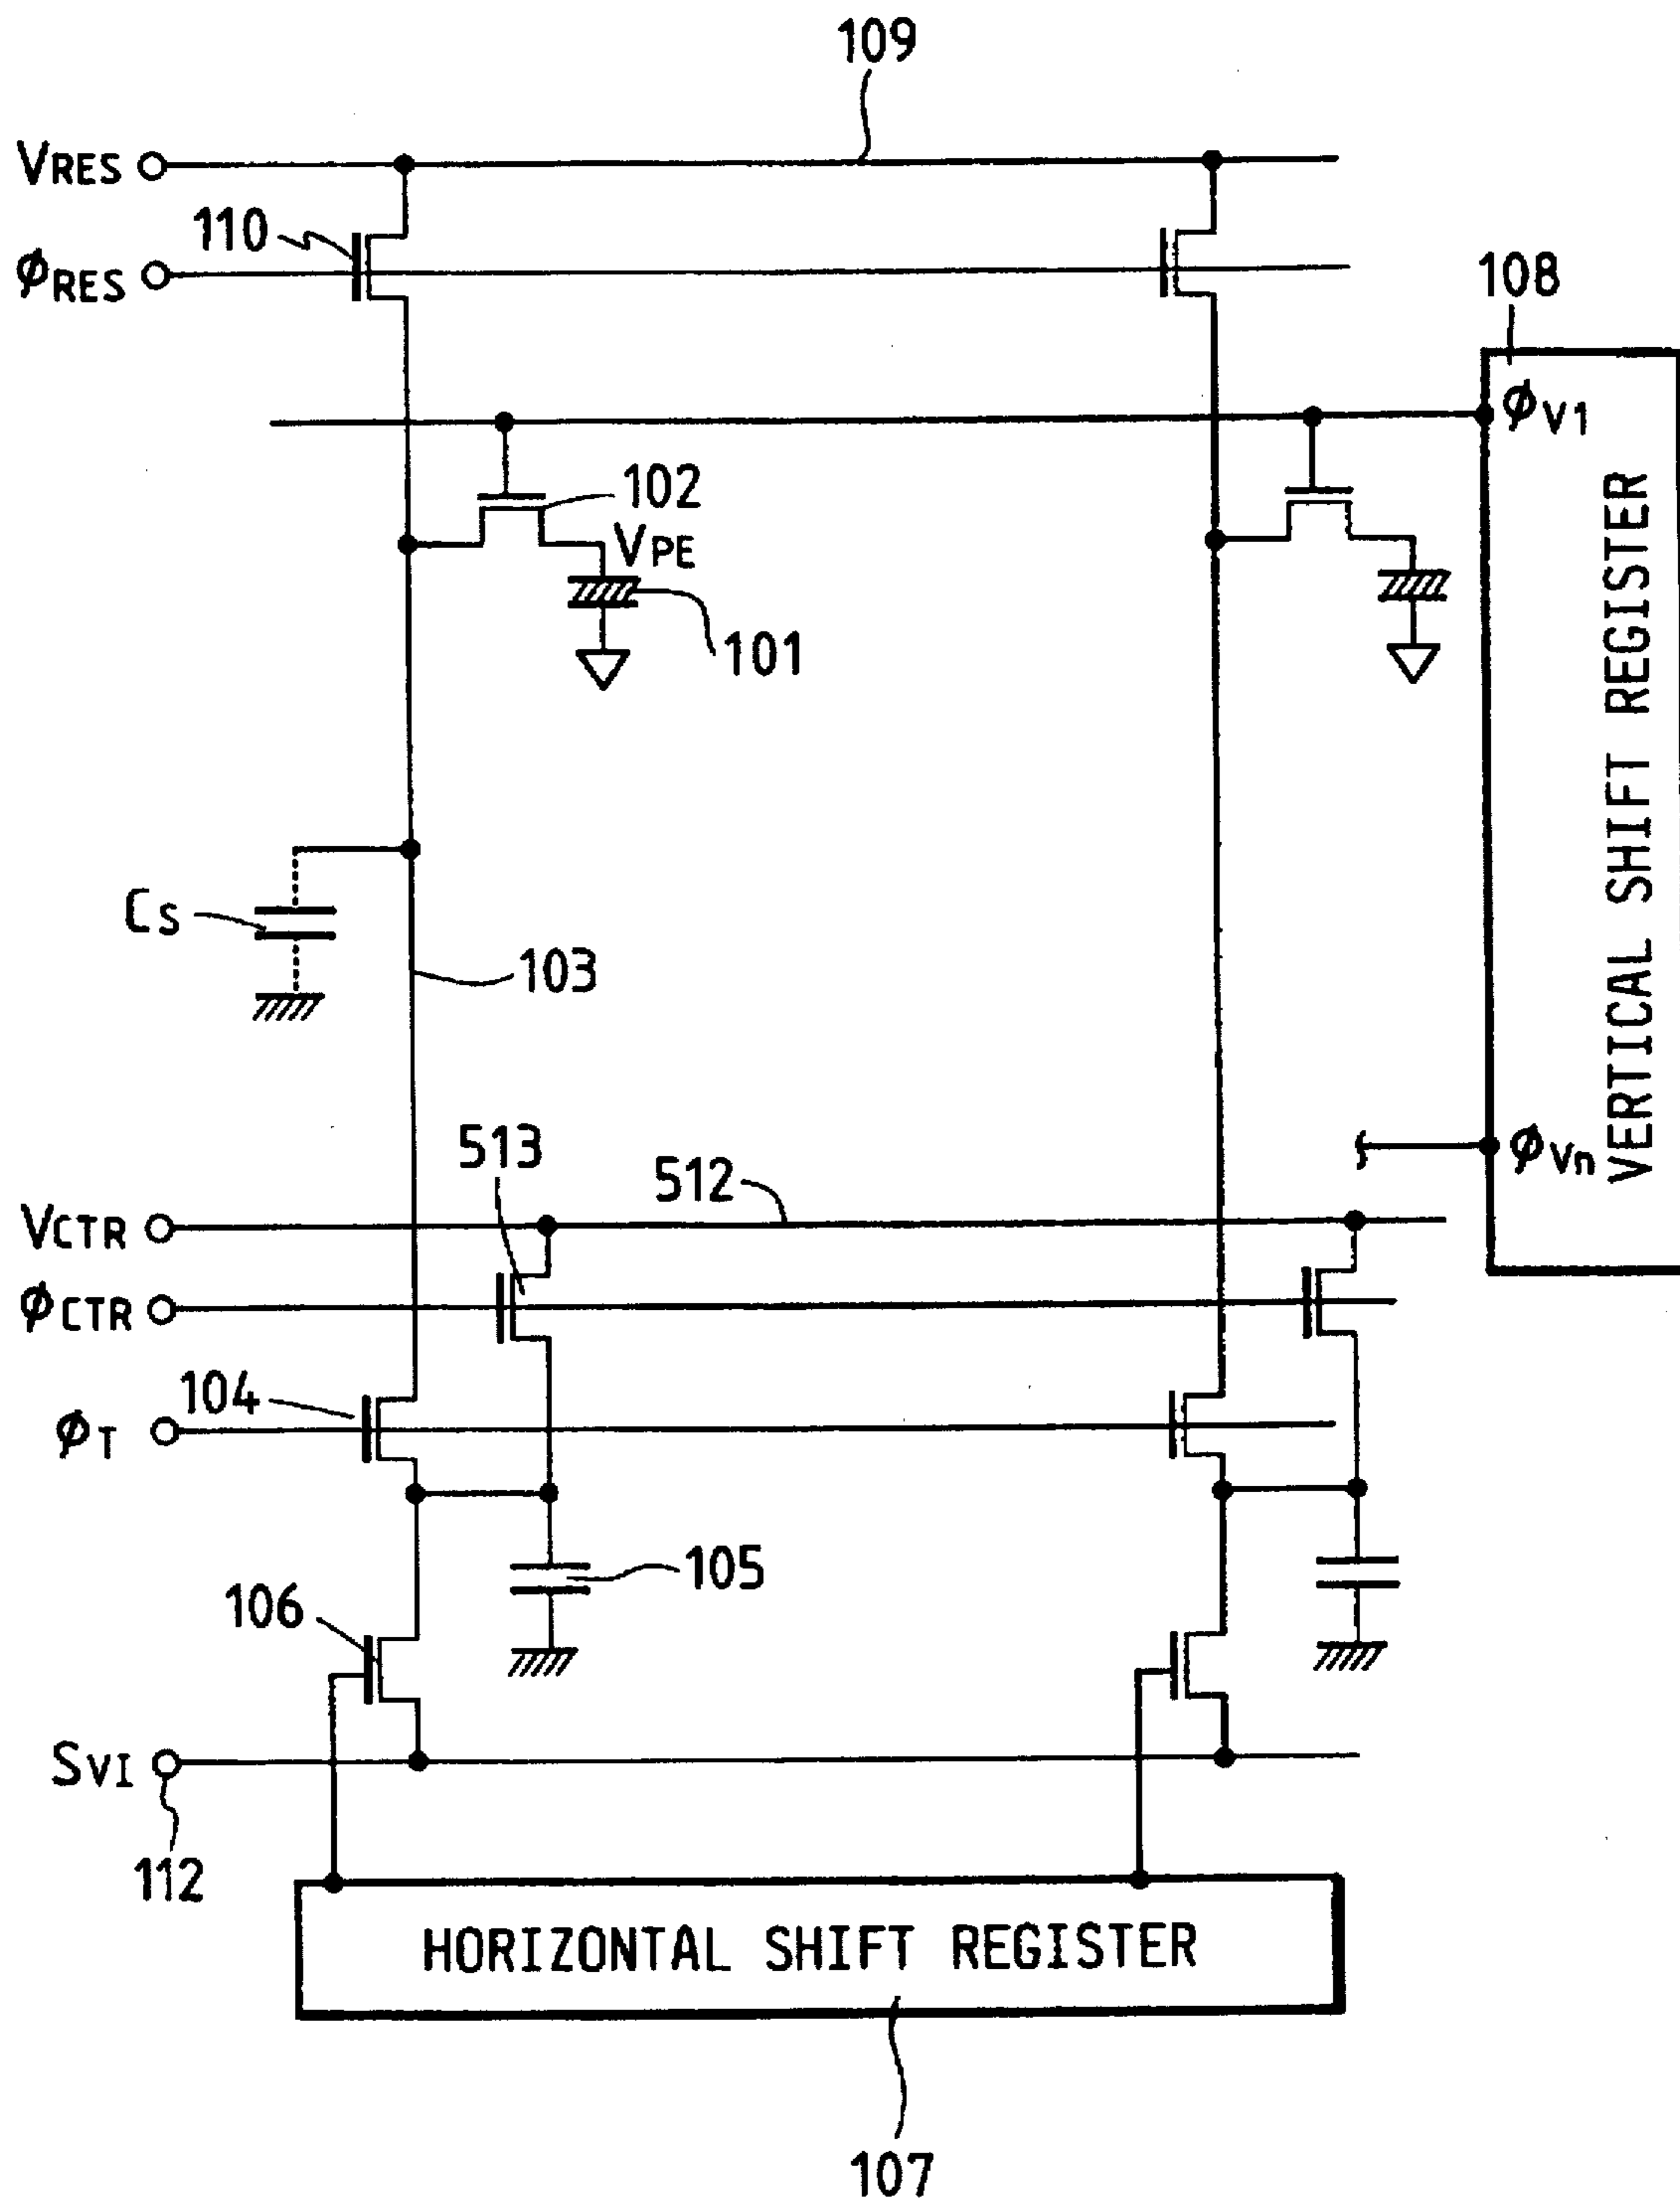 109
VRES
110
ϕRES
108
ϕV1
102
VPE
101
VERTICAL SHIFT REGISTER
CS
103
513
512
ϕVn
VCTR
ϕCTR
104
ϕT
105
106
SVI
112
HORIZONTAL SHIFT REGISTER
107